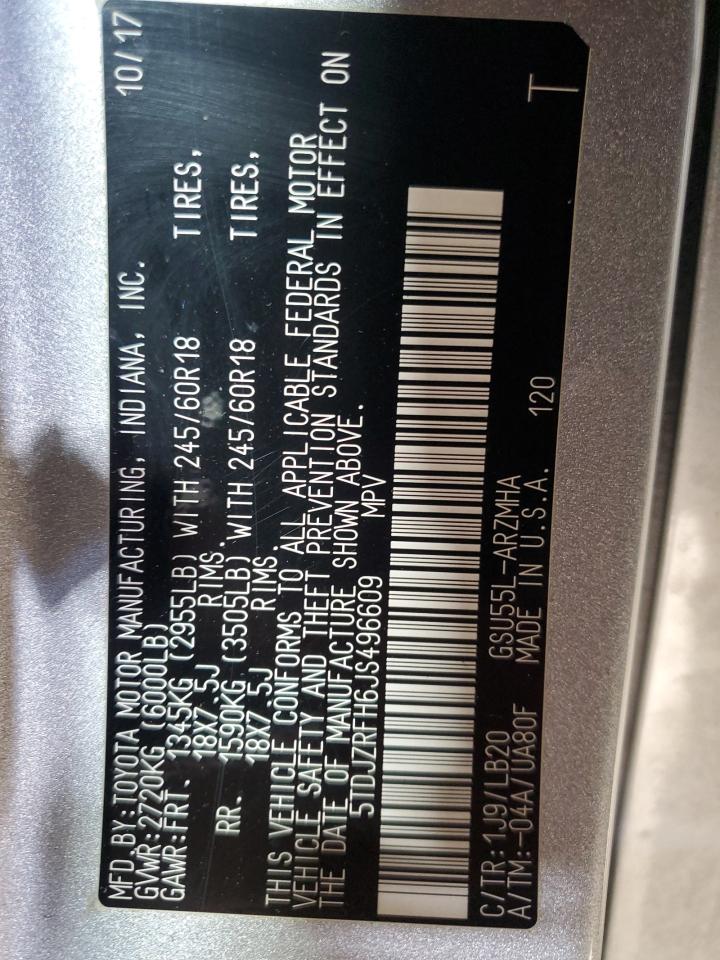 MFD.BY:TOYOTA MOTOR MANUFACTURING, INDIANA, INC. 10/17
GVWR:2720KG (6000LB)
GAWR:FRT. 1345KG (2955LB) WITH 245/60R18 TIRES,
18X7.5J RIMS.
RR. 1590KG (3505LB) WITH 245/60R18 TIRES,
18X7.5J RIMS.
THIS VEHICLE CONFORMS TO ALL APPLICABLE FEDERAL MOTOR
VEHICLE SAFETY AND THEFT PREVENTION STANDARDS IN EFFECT ON
THE DATE OF MANUFACTURE SHOWN ABOVE.
5TDJZRFH6JS496609 MPV
C/TR:1J9/LB20 GSU55L-ARZMHA 120 T
A/TM:-04A/UA80F MADE IN U.S.A.